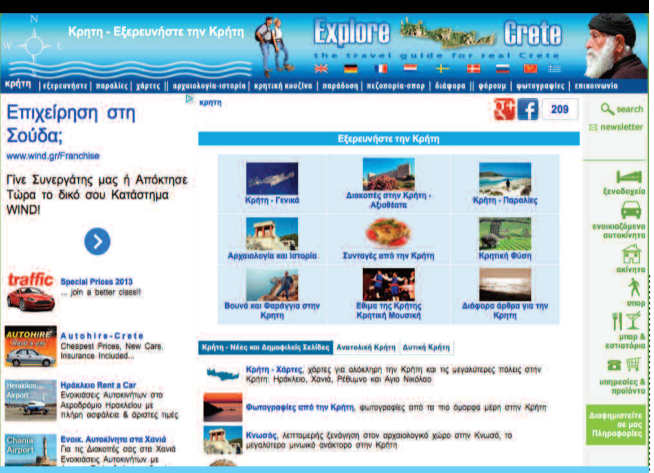 Κρητη - Εξερευνήστε την Κρήτη
N
W E
Explore Crete
the travel guide for real Crete
κρήτη | εξερευνήστε | παραλίες | χάρτες || αρχαιολογία-ιστορία | κρητική κουζίνα | παράδοση | πεζοπορία-σπορ | διάφορα || φόρουμ | φωτογραφίες | επικοινωνία
Επιχείρηση στη
Σούδα;
www.wind.gr/Franchise
Γίνε Συνεργάτης μας ή Απόκτησε
Τώρα το δικό σου Κατάστημα
WIND!
traffic
Special Prices 2013
... join a better class!!
AUTOHIRE
Autohire-Crete
Cheapest Prices, New Cars.
Insurance Included...
Heraklion
Airport
Ηράκλειο Rent a Car
Ενοικιάσεις Αυτοκινήτων στο
Αεροδρόμιο Ηρακλείου με
πλήρη ασφάλεια & άριστες τιμές
Chania
Airport
Ενοικ. Αυτοκίνητα στα Χανιά
Για τις Διακοπές σας στα Χανιά
Ενοικιάσεις Αυτοκινήτων με
κρητη
g+ f 209
Εξερευνήστε την Κρήτη
Κρήτη - Γενικά
Διακοπές στην Κρήτη -
Αξιοθέατα
Κρήτη - Παραλίες
Αρχαιολογία και Ιστορία
Συνταγές από την Κρήτη
Κρητική Φύση
Βουνά και Φαράγγια στην
Κρητη
Εθιμα της Κρήτης
Κρητική Μουσική
Διάφορα άρθρα για την
Κρητη
Κρήτη - Νέες και Δημοφιλείς Σελίδες
Ανατολική Κρήτη
Δυτική Κρήτη
Κρήτη - Χάρτες, χάρτες για ολόκληρη την Κρήτη και τις μεγαλύτερες πόλεις στην
Κρήτη: Ηράκλειο, Χανιά, Ρέθυμνο και Αγιο Νικόλαο
Φωτογραφίες από την Κρήτη, φωτογραφίες από τα πιο όμορφα μέρη στην Κρήτη
Κνωσός, λεπτομερής ξενάγηση στον αρχαιολογικό χώρο στην Κνωσό, το
μεγαλύτερο μινωικό ανάκτορο στην Κρήτη
search
newsletter
ξενοδοχεία
ενοικιαζόμενα
αυτοκίνητα
ακίνητα
σπορ
μπαρ &
εστιατόρια
υπηρεσίες &
προϊόντα
Διαφημιστείτε
σε μας
Πληροφορίες